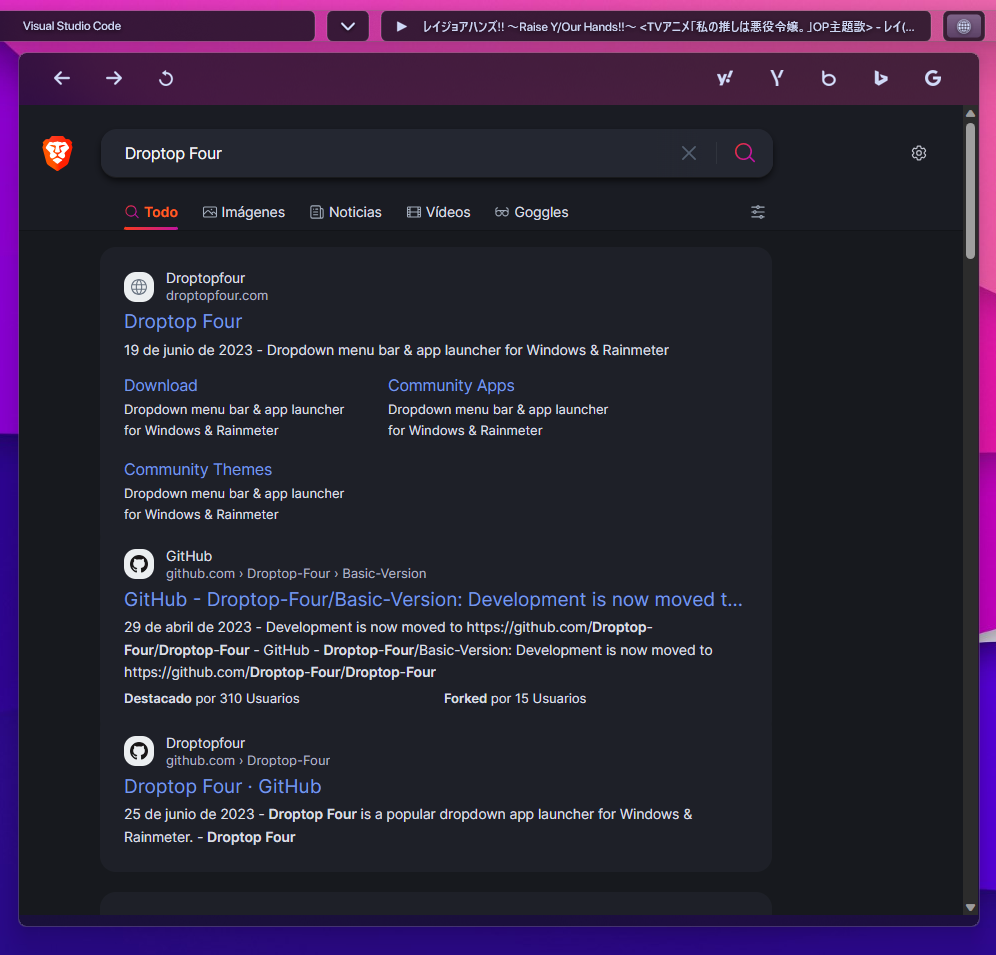 Visual Studio Code
レイジョアハンズ!! ～Raise Y/Our Hands!!～ <TVアニメ「私の推しは悪役令嬢。」OP主題歌> - レイ(...
Droptop Four
Todo
Imágenes
Noticias
Vídeos
Goggles
Droptopfour
droptopfour.com
Droptop Four
19 de junio de 2023 - Dropdown menu bar & app launcher for Windows & Rainmeter
Download
Dropdown menu bar & app launcher
for Windows & Rainmeter
Community Apps
Dropdown menu bar & app launcher
for Windows & Rainmeter
Community Themes
Dropdown menu bar & app launcher
for Windows & Rainmeter
GitHub
github.com › Droptop-Four › Basic-Version
GitHub - Droptop-Four/Basic-Version: Development is now moved t...
29 de abril de 2023 - Development is now moved to https://github.com/Droptop-
Four/Droptop-Four - GitHub - Droptop-Four/Basic-Version: Development is now moved to
https://github.com/Droptop-Four/Droptop-Four
Destacado por 310 Usuarios
Forked por 15 Usuarios
Droptopfour
github.com › Droptop-Four
Droptop Four · GitHub
25 de junio de 2023 - Droptop Four is a popular dropdown app launcher for Windows &
Rainmeter. - Droptop Four